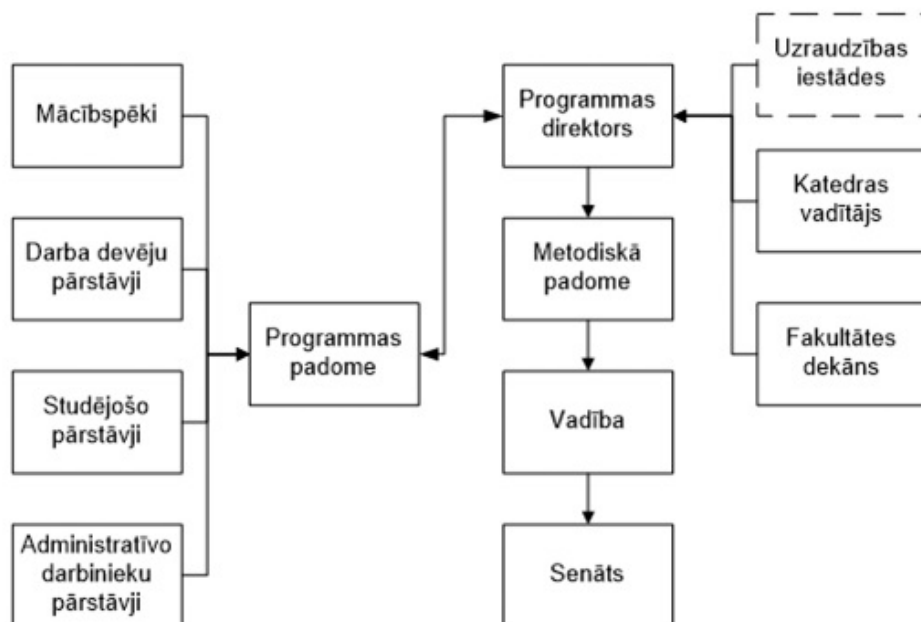 Mācībspēki
Darba devēju
pārstāvji
Studējošo
pārstāvji
Administratīvo
darbinieku
pārstāvji
Programmas
padome
Programmas
direktors
Metodiskā
padome
Vadība
Senāts
Uzraudzības
iestādes
Katedras
vadītājs
Fakultātes
dekāns